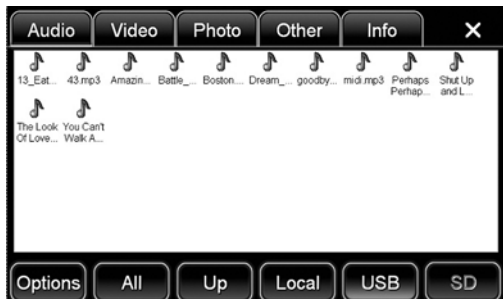 Audio Video Photo Other Info X
13_Eat... 43.mp3 Amazin... Battle_... Boston.... Dream_... goodby... midi.mp3 Perhaps Shut Up
Perhap... and L...
The Look You Can't
Of Love... Walk A...
Options All Up Local USB SD